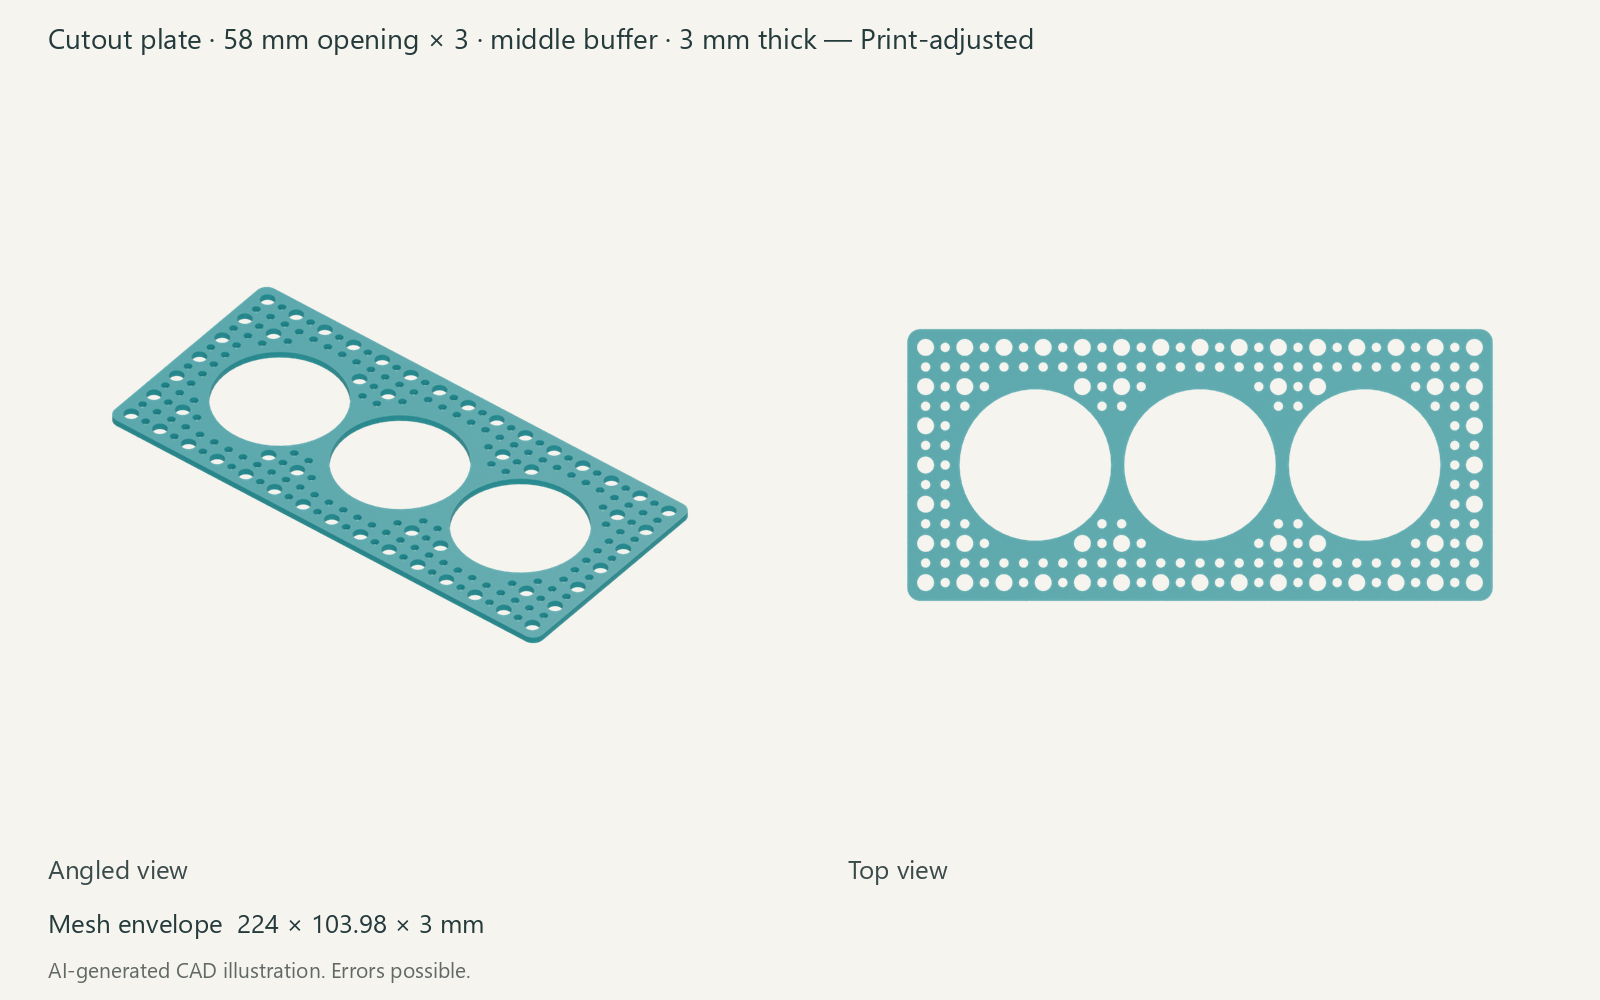 Cutout plate · 58 mm opening × 3 · middle buffer · 3 mm thick — Print-adjusted
Angled view
Top view
Mesh envelope  224 × 103.98 × 3 mm
AI-generated CAD illustration. Errors possible.